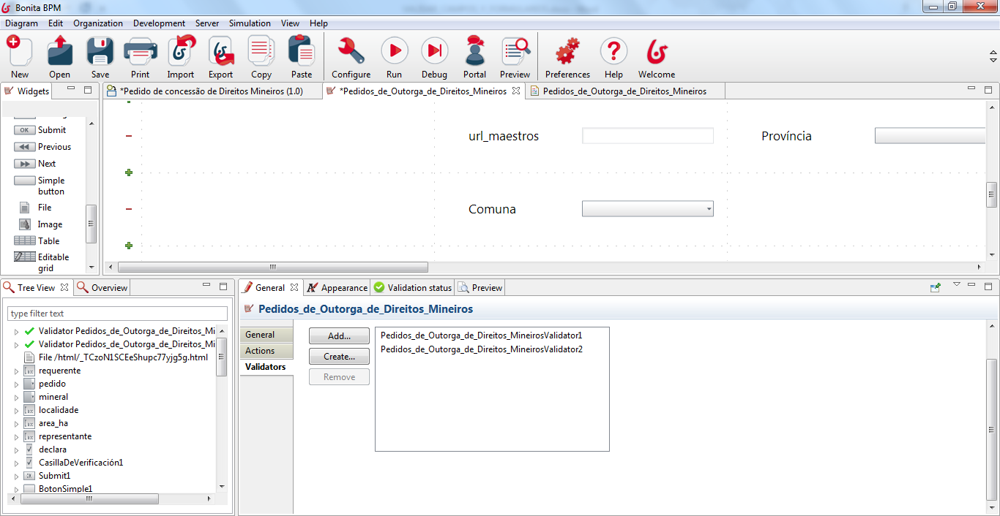 Bonita BPM
Diagram Edit Organization Development Server Simulation View Help
New Open Save Print Import Export Copy Paste Configure Run Debug Portal Preview Preferences Help Welcome
Widgets
*Pedido de concessão de Direitos Mineiros (1.0)
*Pedidos_de_Outorga_de_Direitos_Mineiros
Pedidos_de_Outorga_de_Direitos_Mineiros
OK Submit
Previous
Next
Simple
button
File
Image
Table
Editable
grid
url_maestros
Província
Comuna
Tree View
Overview
type filter text
Validator Pedidos_de_Outorga_de_Direitos_Mi
Validator Pedidos_de_Outorga_de_Direitos_Mi
File /html/_TCzoN1SCEeShupc77yjg5g.html
requerente
pedido
mineral
localidade
area_ha
representante
declara
CasillaDeVerificación1
Submit1
BotonSimple1
General
Appearance
Validation status
Preview
Pedidos_de_Outorga_de_Direitos_Mineiros
General
Actions
Validators
Add...
Create...
Remove
Pedidos_de_Outorga_de_Direitos_MineirosValidator1
Pedidos_de_Outorga_de_Direitos_MineirosValidator2